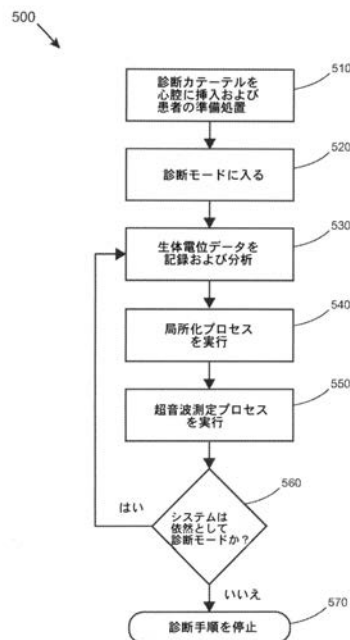 500
510
診断カテーテルを
心腔に挿入および
患者の準備処置
520
診断モードに入る
530
生体電位データを
記録および分析
540
局所化プロセス
を実行
550
超音波測定プロセス
を実行
560
システムは
依然として
診断モードか?
はい
いいえ
570
診断手順を停止